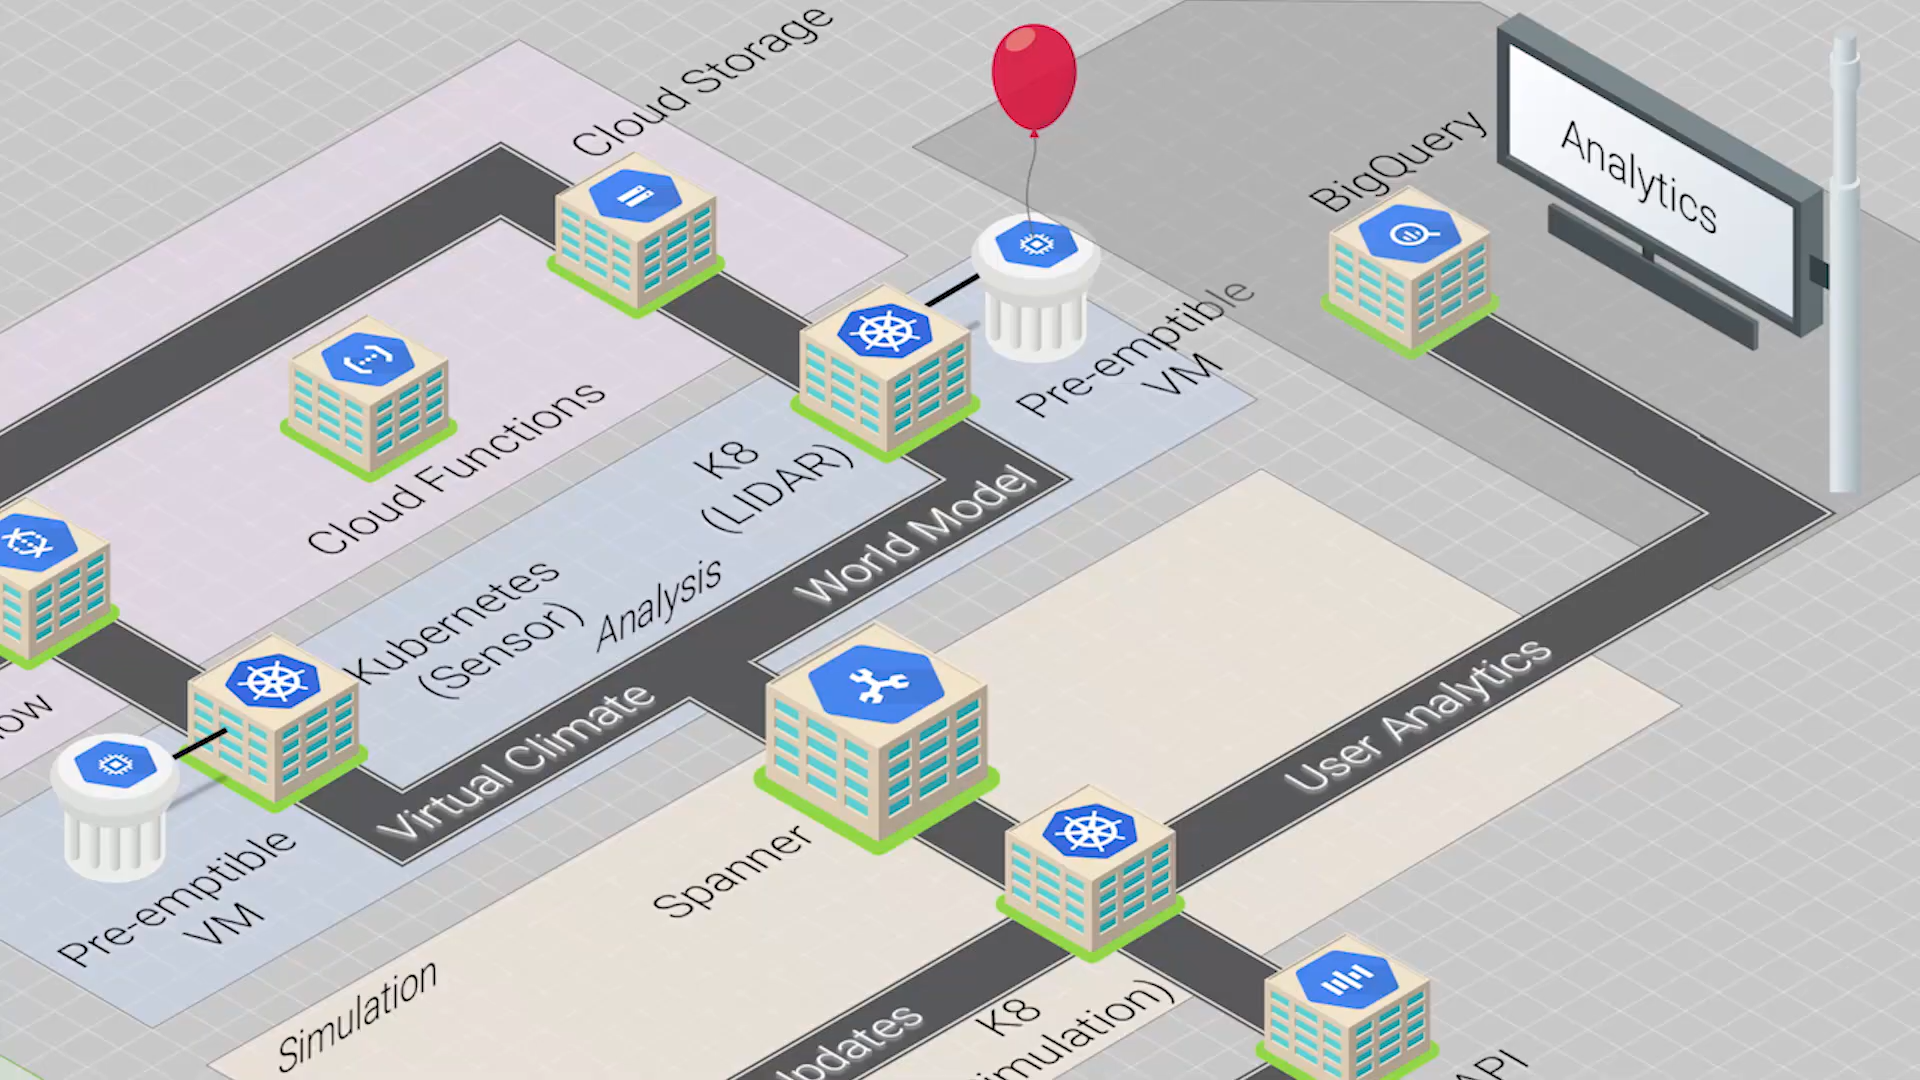 Cloud Storage
BigQuery
Analytics
Pre-emptible
VM
Cloud Functions
K8
(LIDAR)
World Model
Kubernetes
(Sensor)
Analysis
Virtual Climate
User Analytics
Pre-emptible
VM
Spanner
Simulation
K8
API